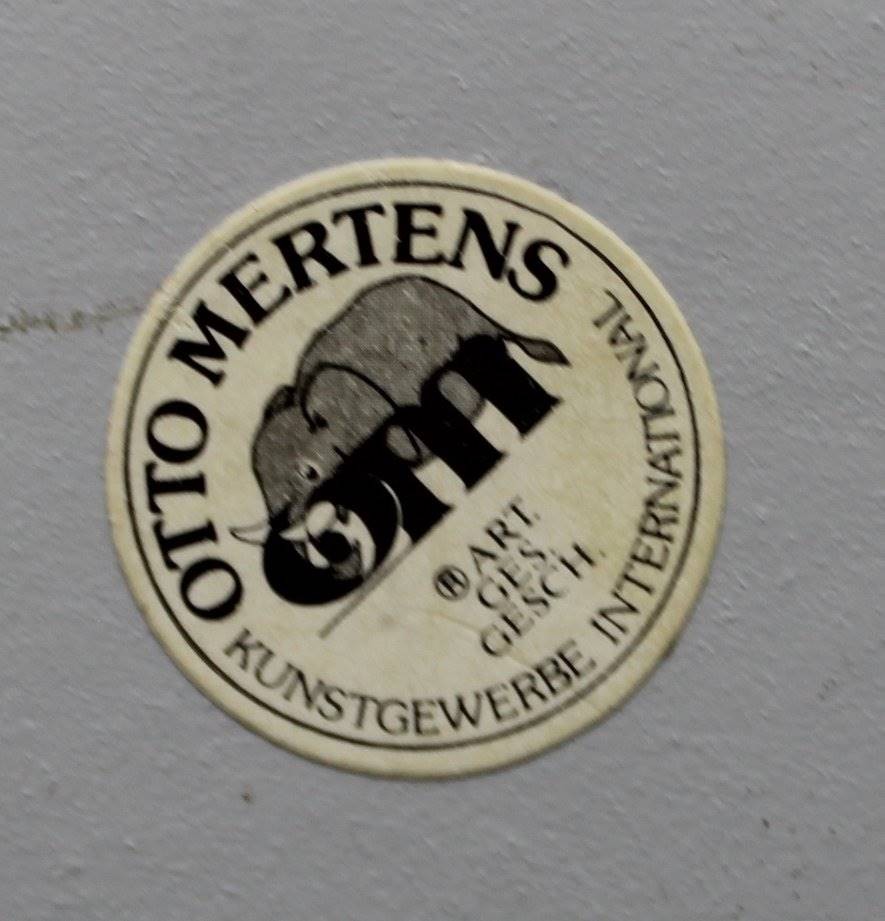 OTTO MERTENS
om
® ART.
GES.
GESCH.
KUNSTGEWERBE INTERNATIONAL